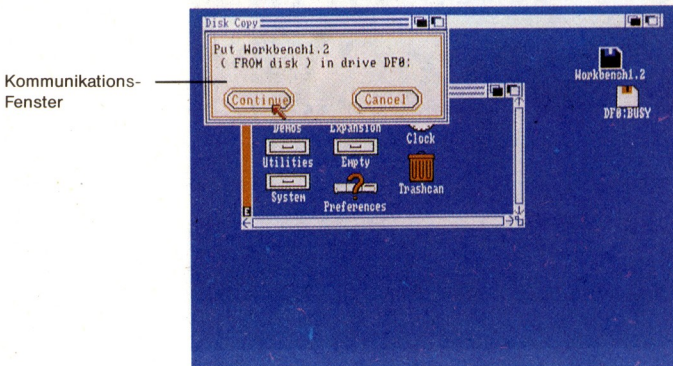 Disk Copy
Put Workbench1.2
( FROM disk ) in drive DF0:
Continue
Cancel
Kommunikations-
Fenster
Workbench1.2
DF0:BUSY
Demos
Expansion
Clock
Utilities
Empty
Trashcan
System
Preferences
E